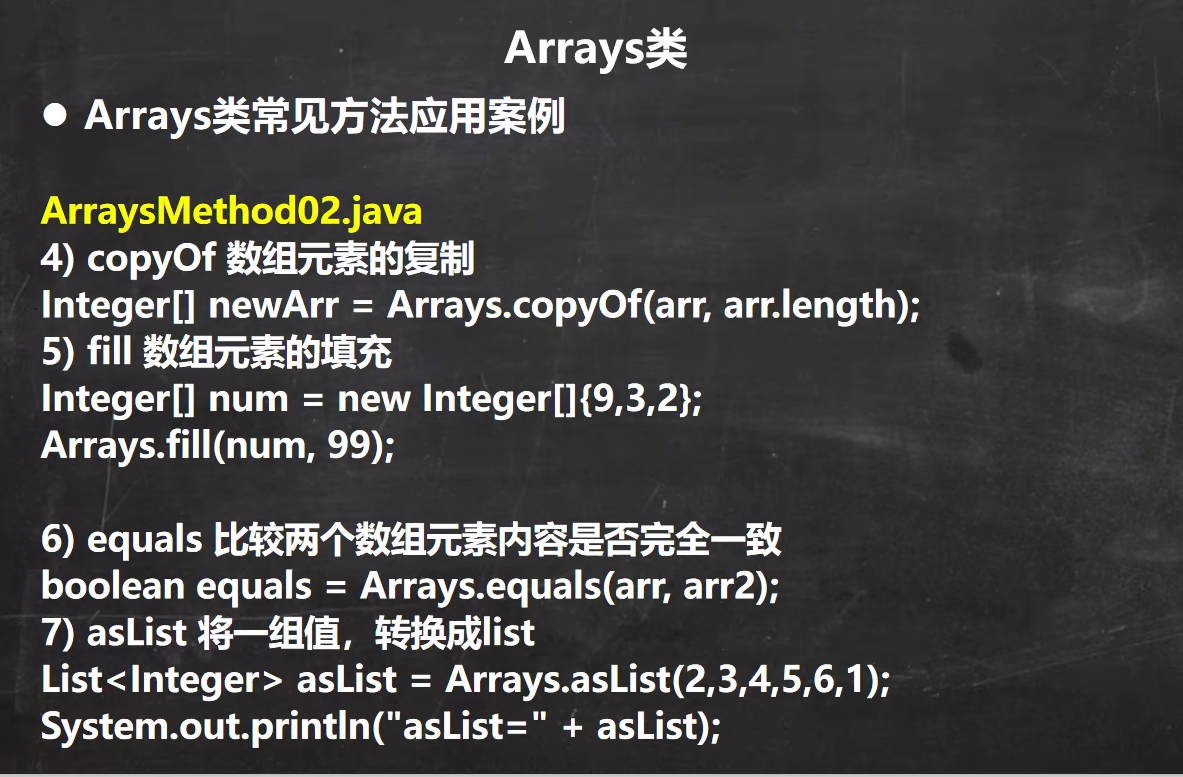 Arrays类
● Arrays类常见方法应用案例
ArraysMethod02.java
4) copyOf 数组元素的复制
Integer[] newArr = Arrays.copyOf(arr, arr.length);
5) fill 数组元素的填充
Integer[] num = new Integer[]{9,3,2};
Arrays.fill(num, 99);
6) equals 比较两个数组元素内容是否完全一致
boolean equals = Arrays.equals(arr, arr2);
7) asList 将一组值，转换成list
List<Integer> asList = Arrays.asList(2,3,4,5,6,1);
System.out.println("asList=" + asList);